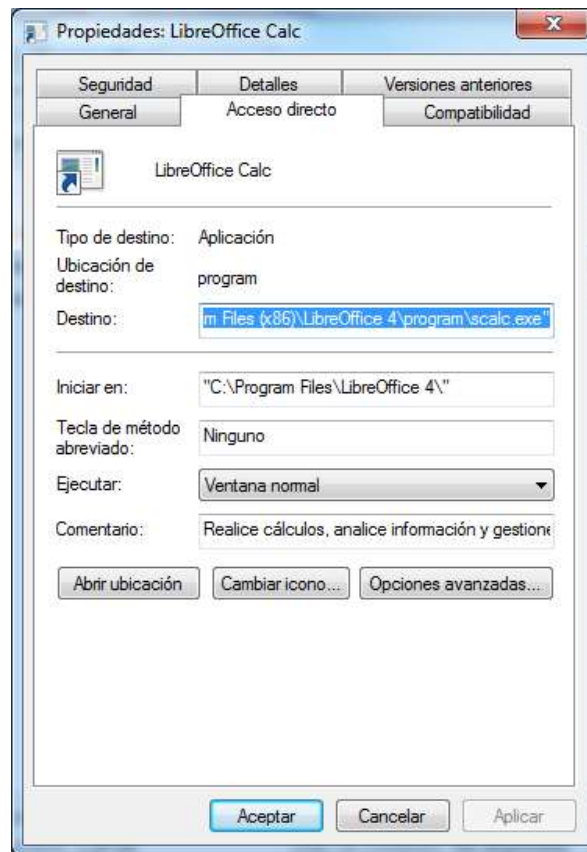 Propiedades: LibreOffice Calc
x
Seguridad Detalles Versiones anteriores
General Acceso directo Compatibilidad
LibreOffice Calc
Tipo de destino: Aplicación
Ubicación de
destino: program
Destino: m Files (x86)\LibreOffice 4\program\scalc.exe"
Iniciar en: "C:\Program Files\LibreOffice 4\"
Tecla de método
abreviado: Ninguno
Ejecutar: Ventana normal
Comentario: Realice cálculos, analice información y gestione
Abrir ubicación Cambiar icono... Opciones avanzadas...
Aceptar Cancelar Aplicar